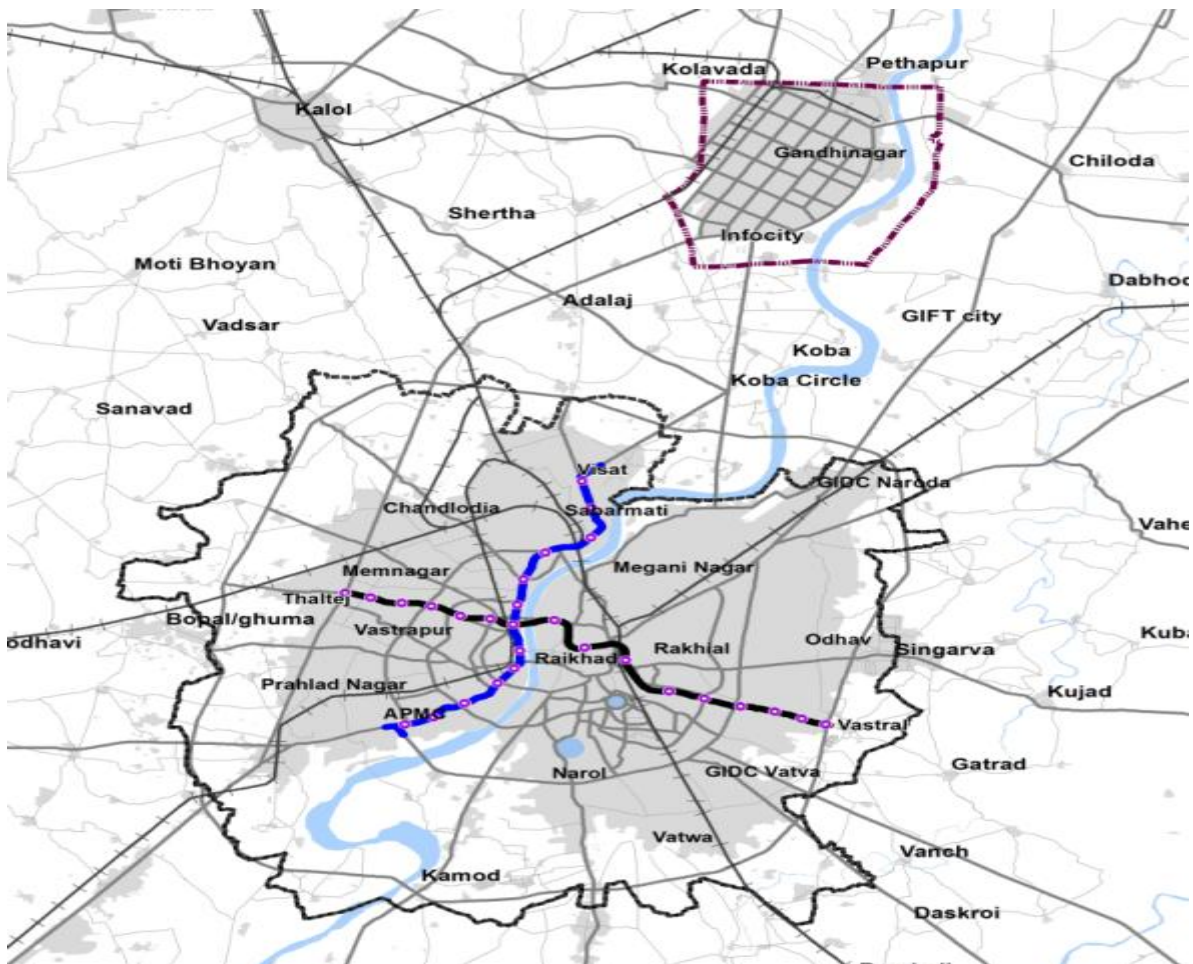 Pethapur
Kolavada
Kalol
Gandhinagar
Chiloda
Shertha
Infocity
Moti Bhoyan
Dabhod
Adalaj
Vadsar
GIFT city
Koba
Koba Circle
Sanavad
Visat
GIDC Naroda
Chandlodia
Sabarmati
Vahe
Megani Nagar
Memnagar
Thaltej
Bopal/ghuma
Vastrapur
Odhav
Kuba
odhavi
Rakhial
Singarva
Raikhad
Prahlad Nagar
Kujad
APMC
Vastral
Gatrad
Narol
GIDC Vatva
Vatwa
Vanch
Kamod
Daskroi